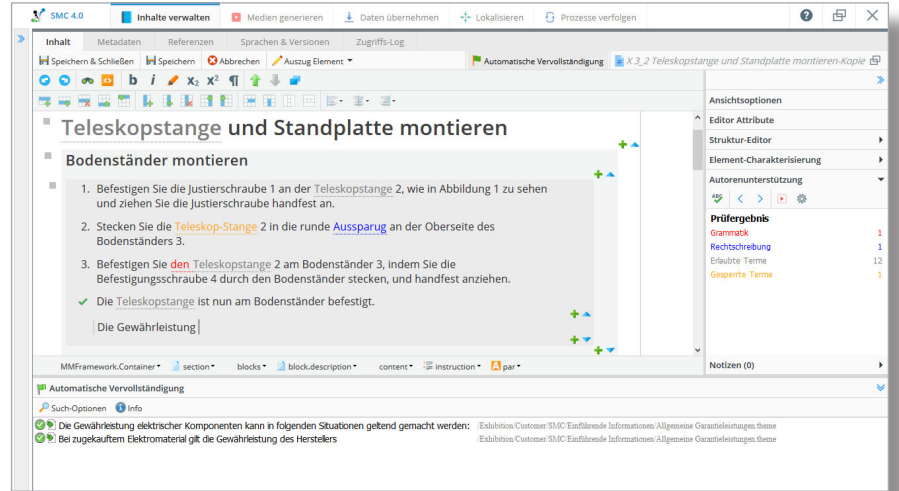 SMC 4.0 Inhalte verwalten Medien generieren Daten übernehmen Lokalisieren Prozesse verfolgen
Inhalt Metadaten Referenzen Sprachen & Versionen Zugriffs-Log
Speichern & Schließen Speichern Abbrechen Auszug Element Automatische Vervollständigung X 3_2 Teleskopstange und Standplatte montieren-Kopie
b i X₂ X² ¶
Ansichtsoptionen
Editor Attribute
Struktur-Editor
Element-Charakterisierung
Autorenunterstützung
ABC
Prüfergebnis
Grammatik 1
Rechtschreibung 1
Erlaubte Terme 12
Gesperrte Terme 1
Notizen (0)
Teleskopstange und Standplatte montieren
Bodenständer montieren
1. Befestigen Sie die Justierschraube 1 an der Teleskopstange 2, wie in Abbildung 1 zu sehen
und ziehen Sie die Justierschraube handfest an.
2. Stecken Sie die Teleskop-Stange 2 in die runde Aussparug an der Oberseite des
Bodenständers 3.
3. Befestigen Sie den Teleskopstange 2 am Bodenständer 3, indem Sie die
Befestigungsschraube 4 durch den Bodenständer stecken, und handfest anziehen.
Die Teleskopstange ist nun am Bodenständer befestigt.
Die Gewährleistung
MMFramework.Container section blocks block.description content instruction A par
Automatische Vervollständigung
Such-Optionen Info
Die Gewährleistung elektrischer Komponenten kann in folgenden Situationen geltend gemacht werden: /Exhibition/Customer/SMC/Einführende Informationen/Allgemeine Garantieleistungen.theme
Bei zugekauftem Elektromaterial gilt die Gewährleistung des Herstellers /Exhibition/Customer/SMC/Einführende Informationen/Allgemeine Garantieleistungen.theme